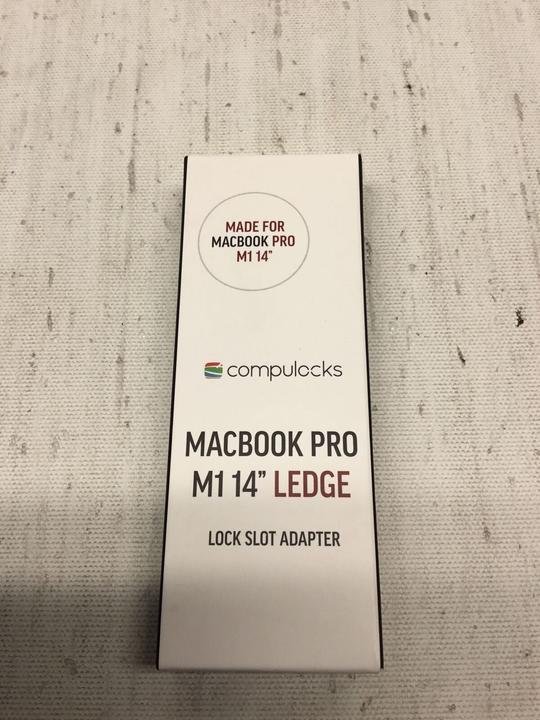 MADE FOR
MACBOOK PRO
M1 14"
compulocks
MACBOOK PRO
M1 14” LEDGE
LOCK SLOT ADAPTER